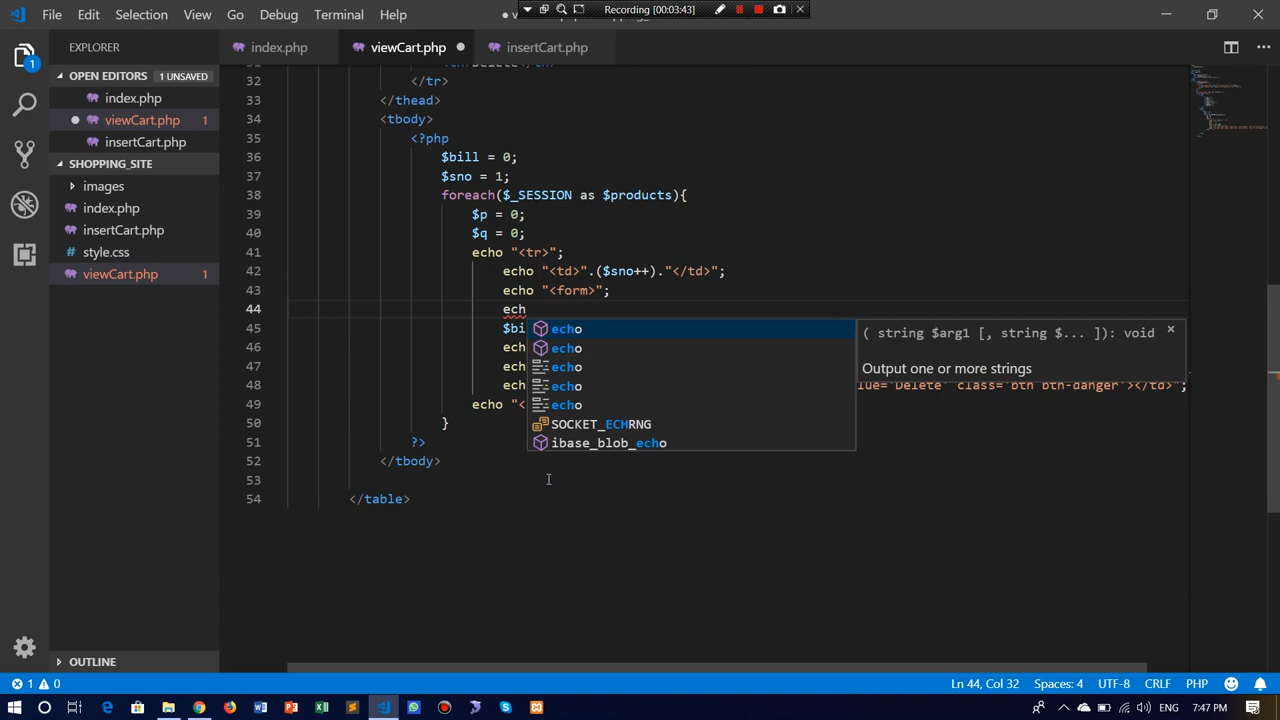 File Edit Selection View Go Debug Terminal Help
Recording [00:03:43]
EXPLORER
index.php
viewCart.php
insertCart.php
OPEN EDITORS 1 UNSAVED
index.php
viewCart.php 1
insertCart.php
SHOPPING_SITE
images
index.php
insertCart.php
style.css
viewCart.php 1
OUTLINE
32 </tr>
33 </thead>
34 <tbody>
35 <?php
36 $bill = 0;
37 $sno = 1;
38 foreach($_SESSION as $products){
39 $p = 0;
40 $q = 0;
41 echo "<tr>";
42 echo "<td>".($sno++)."</td>";
43 echo "<form>";
44 ech
45 $bi
46 ech
47 ech
48 ech
lue='Delete' class='btn btn-danger'></td>";
49 echo "<
50 }
51 ?>
52 </tbody>
53
54 </table>
echo
echo
echo
echo
echo
SOCKET_ECHRNG
ibase_blob_echo
( string $arg1 [, string $... ]): void
Output one or more strings
1 0
Ln 44, Col 32 Spaces: 4 UTF-8 CRLF PHP
1
ENG 7:47 PM